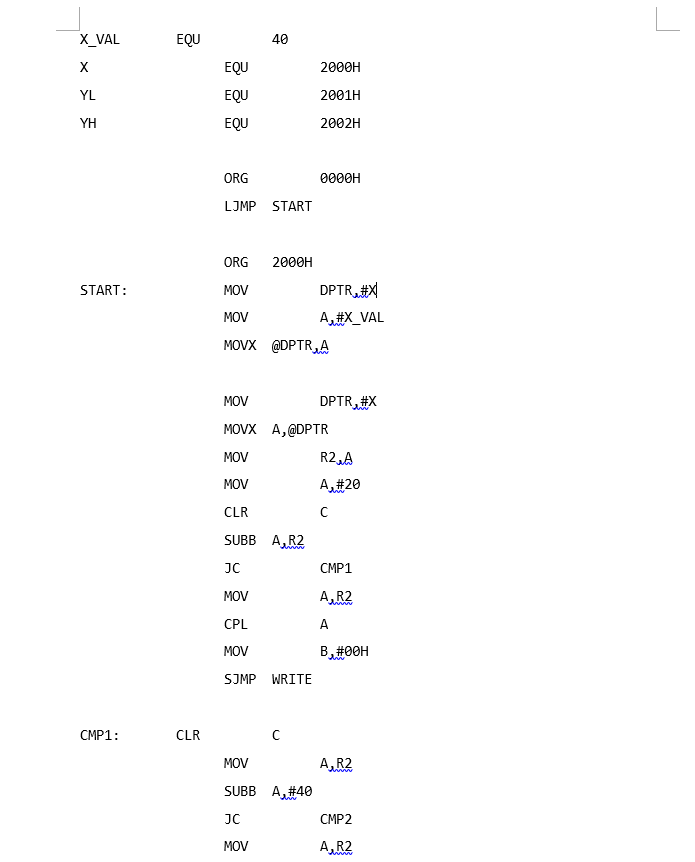 X_VAL EQU 40
X EQU 2000H
YL EQU 2001H
YH EQU 2002H
ORG 0000H
LJMP START
ORG 2000H
START: MOV DPTR,#X
MOV A,#X_VAL
MOVX @DPTR,A
MOV DPTR,#X
MOVX A,@DPTR
MOV R2,A
MOV A,#20
CLR C
SUBB A,R2
JC CMP1
MOV A,R2
CPL A
MOV B,#00H
SJMP WRITE
CMP1: CLR C
MOV A,R2
SUBB A,#40
JC CMP2
MOV A,R2